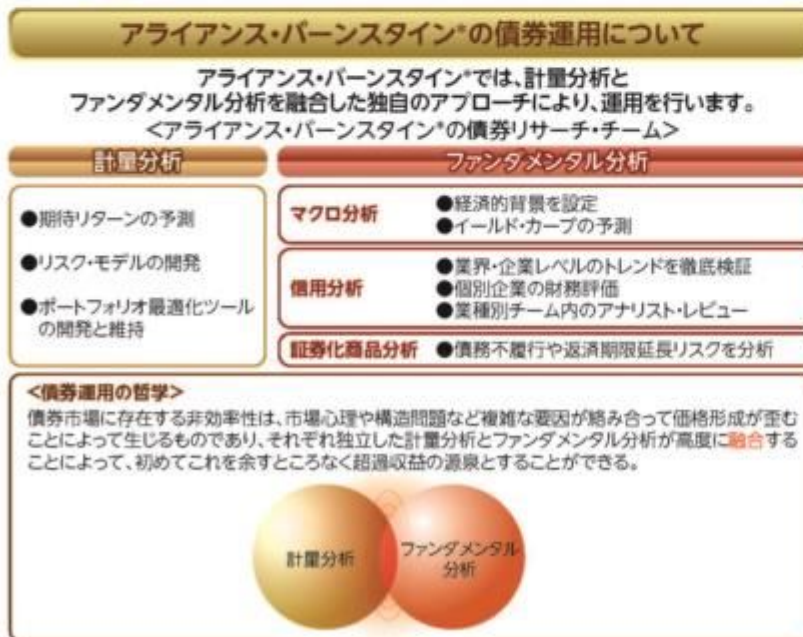 アライアンス・バーンスタイン*の債券運用について
アライアンス・バーンスタイン*では、計量分析と
ファンダメンタル分析を融合した独自のアプローチにより、運用を行います。
<アライアンス・バーンスタイン*の債券リサーチ・チーム>
計量分析
●期待リターンの予測
●リスク・モデルの開発
●ポートフォリオ最適化ツール
の開発と維持
ファンダメンタル分析
マクロ分析
●経済的背景を設定
●イールド・カーブの予測
信用分析
●業界・企業レベルのトレンドを徹底検証
●個別企業の財務評価
●業種別チーム内のアナリスト・レビュー
証券化商品分析
●債務不履行や返済期限延長リスクを分析
<債券運用の哲学>
債券市場に存在する非効率性は、市場心理や構造問題など複雑な要因が絡み合って価格形成が歪む
ことによって生じるものであり、それぞれ独立した計量分析とファンダメンタル分析が高度に融合する
ことによって、初めてこれを余すところなく超過収益の源泉とすることができる。
計量分析
ファンダメンタル
分析